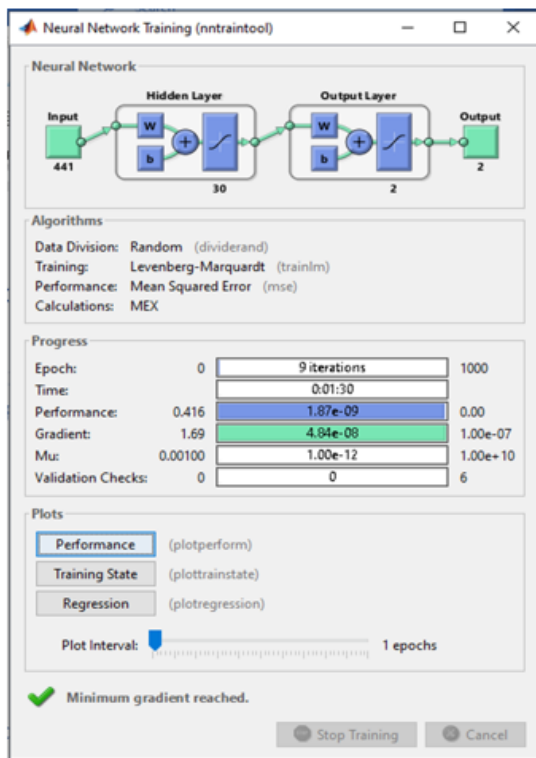 Neural Network Training (nntraintool)
Neural Network
Hidden Layer
Output Layer
Input
Output
W
b
+
W
b
+
441
30
2
2
Algorithms
Data Division: Random (dividerand)
Training: Levenberg-Marquardt (trainlm)
Performance: Mean Squared Error (mse)
Calculations: MEX
Progress
Epoch: 0 9 iterations 1000
Time: 0:01:30
Performance: 0.416 1.87e-09 0.00
Gradient: 1.69 4.84e-08 1.00e-07
Mu: 0.00100 1.00e-12 1.00e+10
Validation Checks: 0 0 6
Plots
Performance (plotperform)
Training State (plottrainstate)
Regression (plotregression)
Plot Interval: 1 epochs
Minimum gradient reached.
Stop Training Cancel